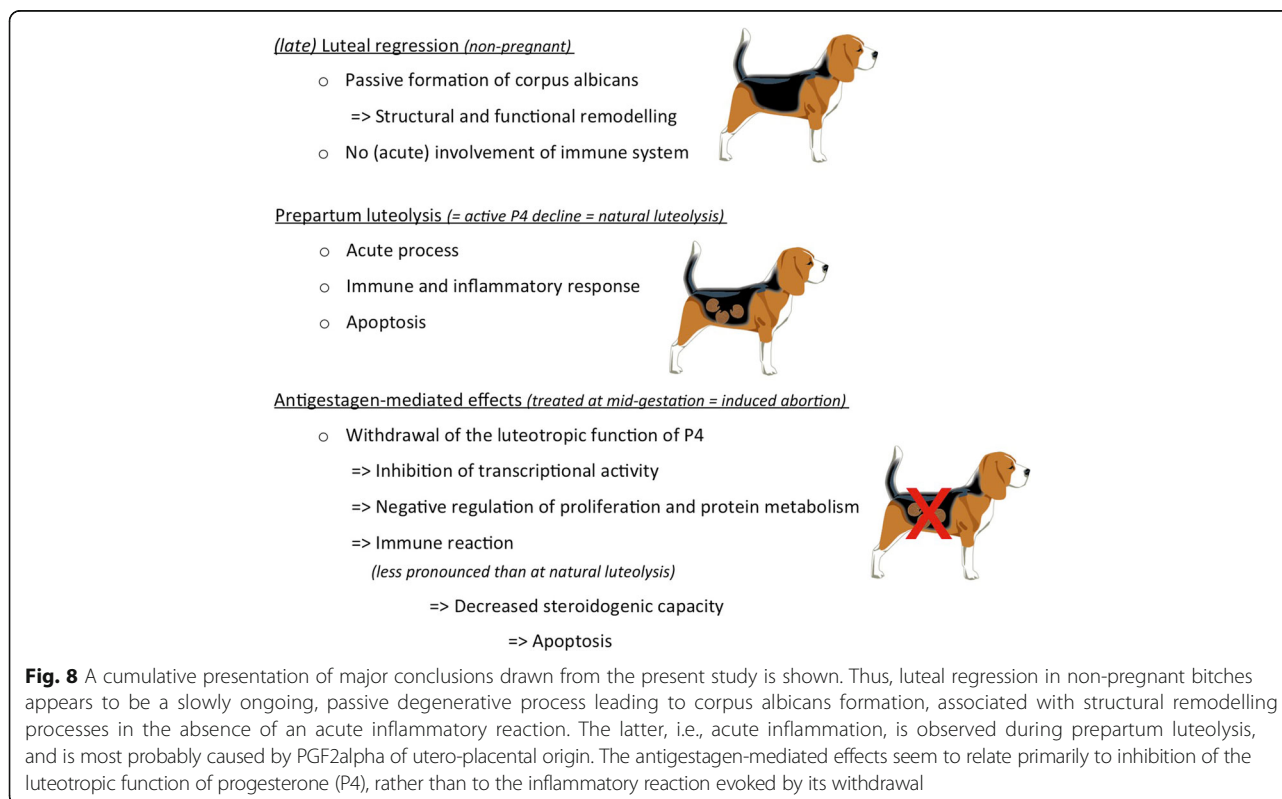 (late) Luteal regression (non-pregnant)
o Passive formation of corpus albicans
=> Structural and functional remodelling
o No (acute) involvement of immune system
Prepartum luteolysis (= active P4 decline = natural luteolysis)
o Acute process
o Immune and inflammatory response
o Apoptosis
Antigestagen-mediated effects (treated at mid-gestation = induced abortion)
o Withdrawal of the luteotropic function of P4
=> Inhibition of transcriptional activity
=> Negative regulation of proliferation and protein metabolism
=> Immune reaction
(less pronounced than at natural luteolysis)
=> Decreased steroidogenic capacity
=> Apoptosis
Fig. 8 A cumulative presentation of major conclusions drawn from the present study is shown. Thus, luteal regression in non-pregnant bitches
appears to be a slowly ongoing, passive degenerative process leading to corpus albicans formation, associated with structural remodelling
processes in the absence of an acute inflammatory reaction. The latter, i.e., acute inflammation, is observed during prepartum luteolysis,
and is most probably caused by PGF2alpha of utero-placental origin. The antigestagen-mediated effects seem to relate primarily to inhibition of the
luteotropic function of progesterone (P4), rather than to the inflammatory reaction evoked by its withdrawal